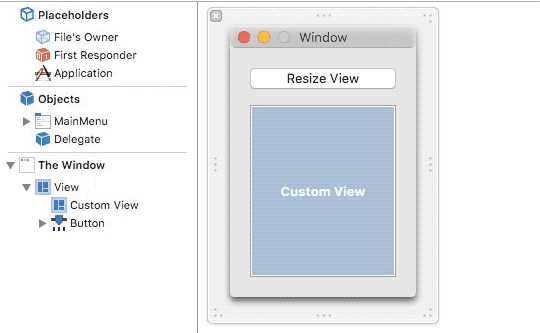 Placeholders
File's Owner
First Responder
Application
Objects
MainMenu
Delegate
The Window
View
Custom View
Button
Window
Resize View
Custom View